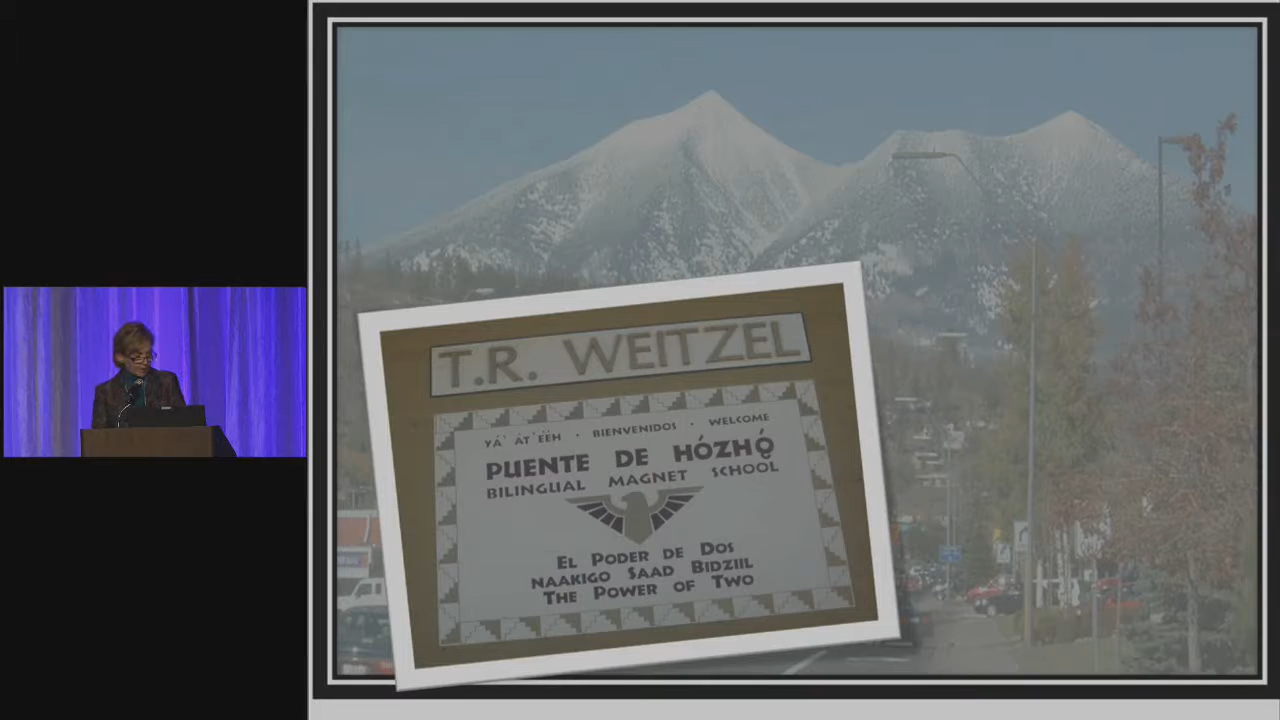 T.R. WEITZEL
YÁ' ÁT'ÉÉH · BIENVENIDOS · WELCOME
PUENTE DE HÓZHǪ́
BILINGUAL MAGNET SCHOOL
EL PODER DE DOS
NAAKIGO SAAD BIDZIIL
THE POWER OF TWO